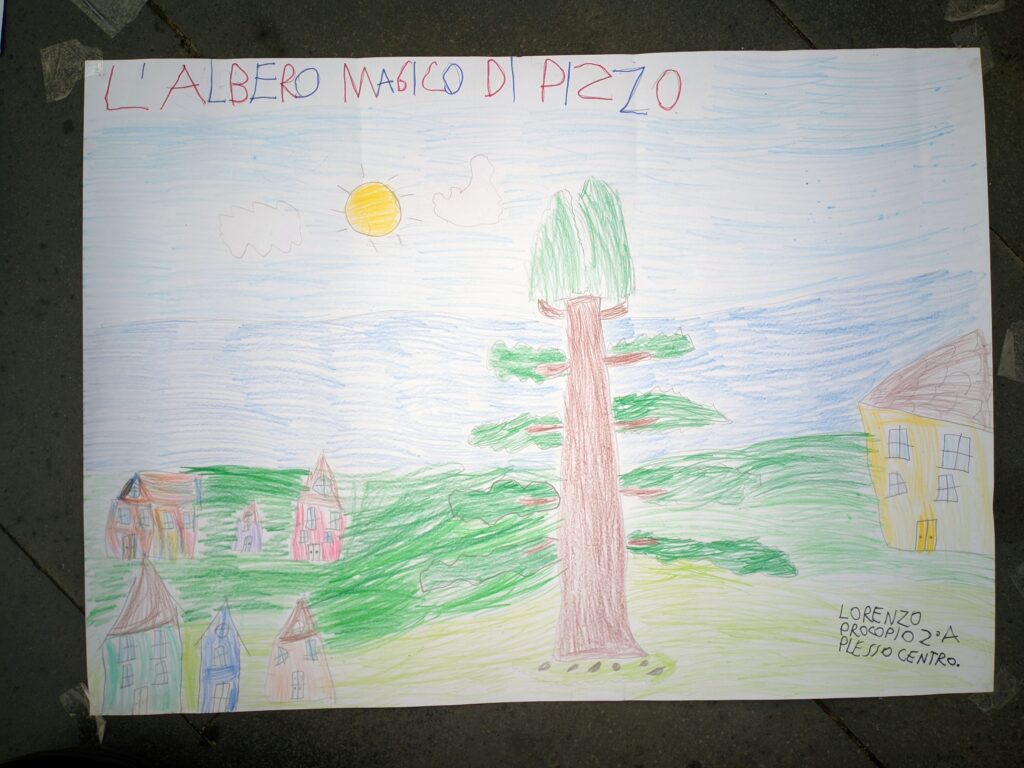 L'ALBERO MAGICO DI PIZZO
LORENZO
PROCOPIO 2°A
PLESSO CENTRO.